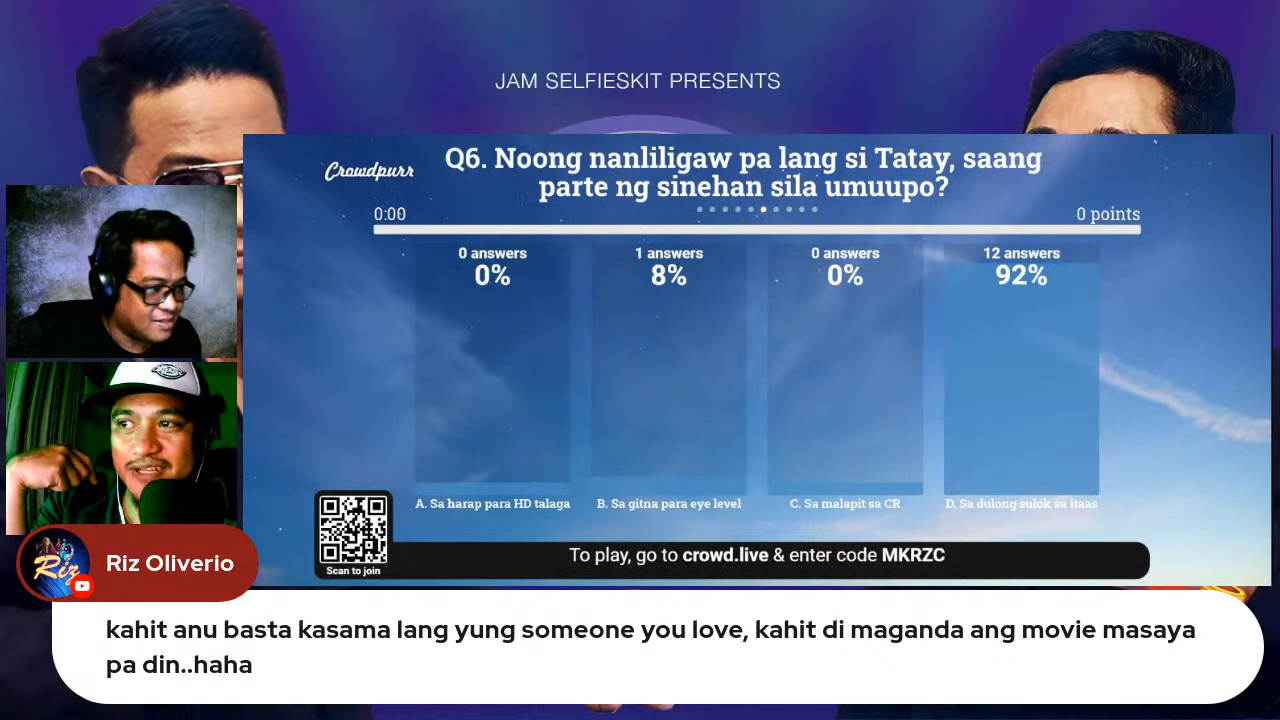 JAM SELFIESKIT PRESENTS
Crowdpurr
Q6. Noong nanliligaw pa lang si Tatay, saang
parte ng sinehan sila umuupo?
0:00
0 points
0 answers
0%
1 answers
8%
0 answers
0%
12 answers
92%
A. Sa harap para HD talaga
B. Sa gitna para eye level
C. Sa malapit sa CR
D. Sa dulong sulok sa itaas
Scan to join
To play, go to crowd.live & enter code MKRZC
Riz
Riz Oliverio
kahit anu basta kasama lang yung someone you love, kahit di maganda ang movie masaya
pa din..haha